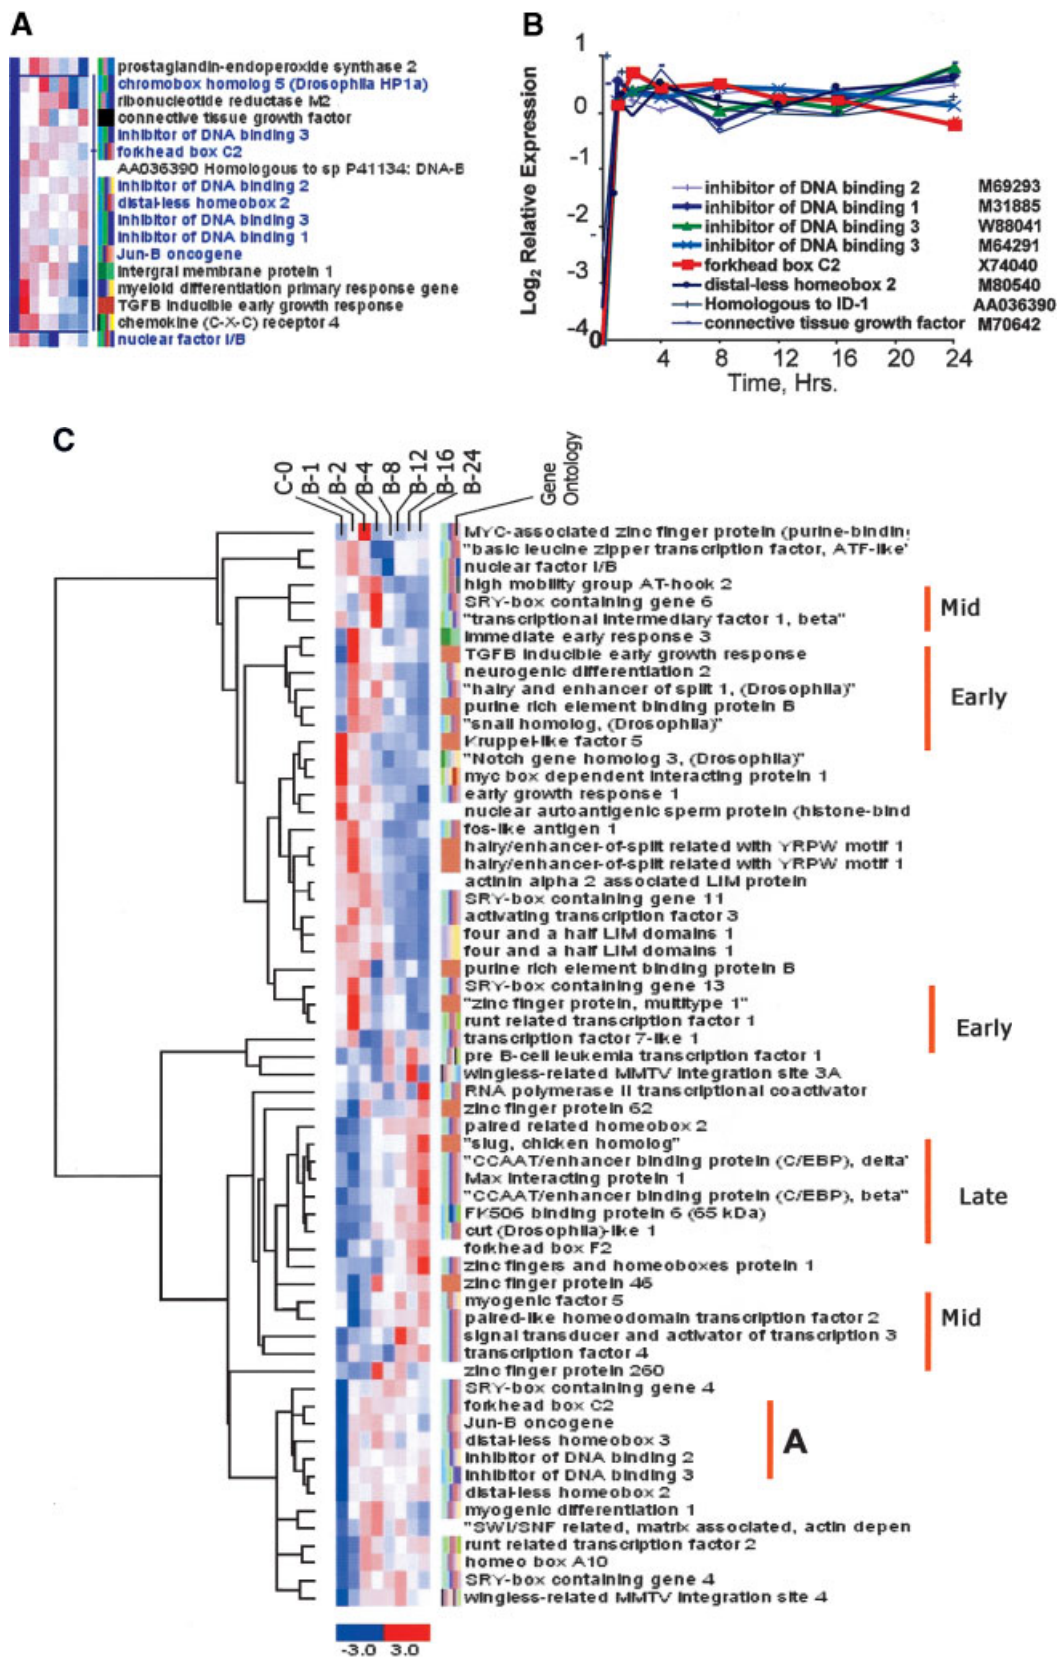 A
prostaglandin-endoperoxide synthase 2
chromobox homolog 5 (Drosophila HP1a)
ribonucleotide reductase M2
connective tissue growth factor
inhibitor of DNA binding 3
forkhead box C2
AA036390 Homologous to sp P41134: DNA-B
inhibitor of DNA binding 2
distal-less homeobox 2
inhibitor of DNA binding 3
inhibitor of DNA binding 1
Jun-B oncogene
intergral membrane protein 1
myeloid differentiation primary response gene
TGFB inducible early growth response
chemokine (C-X-C) receptor 4
nuclear factor I/B
B
Log2 Relative Expression
1
0
-1
-2
-3
-4
0
4
8
12
16
20
24
Time, Hrs.
inhibitor of DNA binding 2 M69293
inhibitor of DNA binding 1 M31885
inhibitor of DNA binding 3 W88041
inhibitor of DNA binding 3 M64291
forkhead box C2 X74040
distal-less homeobox 2 M80540
Homologous to ID-1 AA036390
connective tissue growth factor M70642
C
C-0
B-1
B-2
B-4
B-8
B-12
B-16
B-24
Gene
Ontology
MYC-associated zinc finger protein (purine-binding
"basic leucine zipper transcription factor, ATF-like"
nuclear factor I/B
high mobility group AT-hook 2
SRY-box containing gene 6
"transcriptional intermediary factor 1, beta"
immediate early response 3
TGFB inducible early growth response
neurogenic differentiation 2
"hairy and enhancer of split 1, (Drosophila)"
purine rich element binding protein B
"snail homolog, (Drosophila)"
Kruppel-like factor 5
"Notch gene homolog 3, (Drosophila)"
myc box dependent interacting protein 1
early growth response 1
nuclear autoantigenic sperm protein (histone-bind
fos-like antigen 1
hairy/enhancer-of-split related with YRPW motif 1
hairy/enhancer-of-split related with YRPW motif 1
actinin alpha 2 associated LIM protein
SRY-box containing gene 11
activating transcription factor 3
four and a half LIM domains 1
four and a half LIM domains 1
purine rich element binding protein B
SRY-box containing gene 13
"zinc finger protein, multitype 1"
runt related transcription factor 1
transcription factor 7-like 1
pre B-cell leukemia transcription factor 1
wingless-related MMTV integration site 3A
RNA polymerase II transcriptional coactivator
zinc finger protein 62
paired related homeobox 2
"slug, chicken homolog"
"CCAAT/enhancer binding protein (C/EBP), delta"
Max interacting protein 1
"CCAAT/enhancer binding protein (C/EBP), beta"
FK506 binding protein 6 (65 kDa)
cut (Drosophila)-like 1
forkhead box F2
zinc fingers and homeoboxes protein 1
zinc finger protein 46
myogenic factor 5
paired-like homeodomain transcription factor 2
signal transducer and activator of transcription 3
transcription factor 4
zinc finger protein 260
SRY-box containing gene 4
forkhead box C2
Jun-B oncogene
distal-less homeobox 3
inhibitor of DNA binding 2
inhibitor of DNA binding 3
distal-less homeobox 2
myogenic differentiation 1
"SWI/SNF related, matrix associated, actin depen
runt related transcription factor 2
homeo box A10
SRY-box containing gene 4
wingless-related MMTV integration site 4
Mid
Early
Early
Late
Mid
A
-3.0 3.0